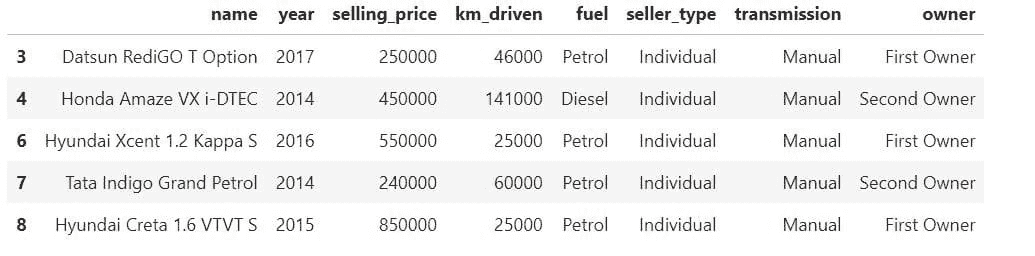 name year selling_price km_driven fuel seller_type transmission owner
3 Datsun RediGO T Option 2017 250000 46000 Petrol Individual Manual First Owner
4 Honda Amaze VX i-DTEC 2014 450000 141000 Diesel Individual Manual Second Owner
6 Hyundai Xcent 1.2 Kappa S 2016 550000 25000 Petrol Individual Manual First Owner
7 Tata Indigo Grand Petrol 2014 240000 60000 Petrol Individual Manual Second Owner
8 Hyundai Creta 1.6 VTVT S 2015 850000 25000 Petrol Individual Manual First Owner